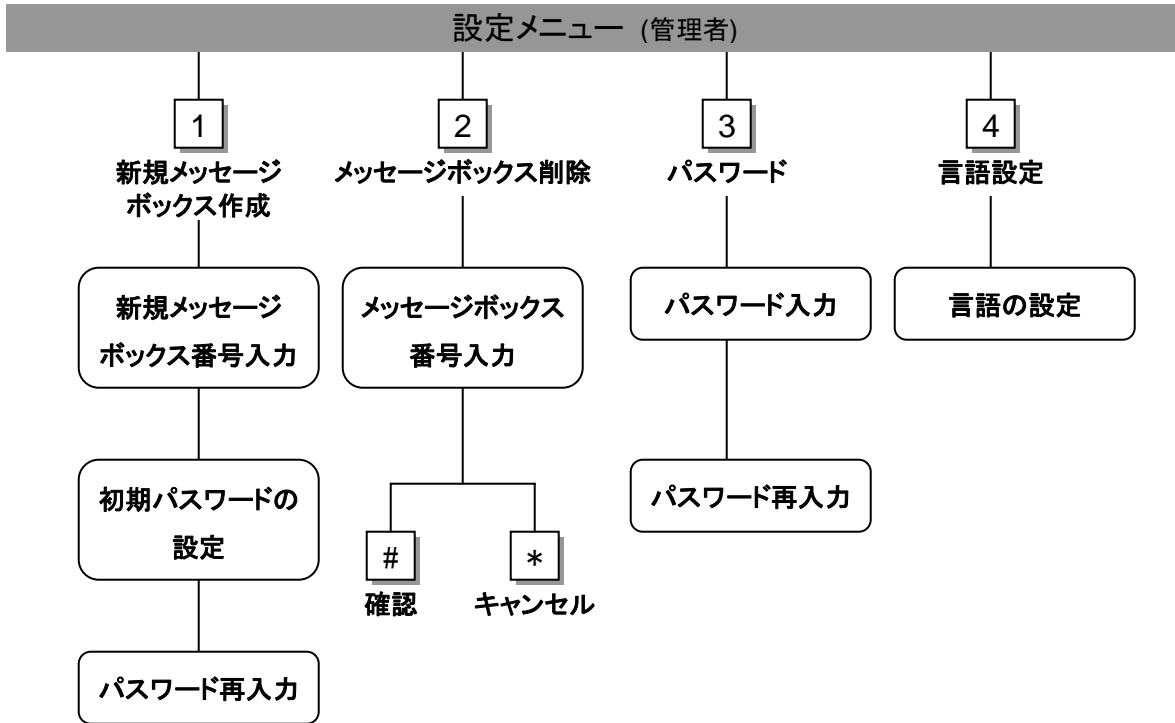 設定メニュー (管理者)
1
新規メッセージ
ボックス作成
新規メッセージ
ボックス番号入力
初期パスワードの
設定
パスワード再入力
2
メッセージボックス削除
メッセージボックス
番号入力
#
確認
*
キャンセル
3
パスワード
パスワード入力
パスワード再入力
4
言語設定
言語の設定